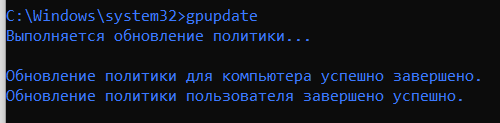 C:\Windows\system32>gpupdate
Выполняется обновление политики...
Обновление политики для компьютера успешно завершено.
Обновление политики пользователя завершено успешно.